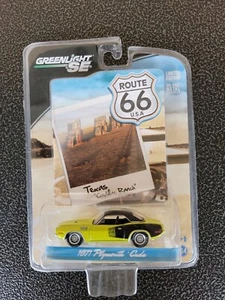 GREENLIGHT
SE
ROUTE
66
U.S.A
TEXAS
1971 Plymouth 'Cuda